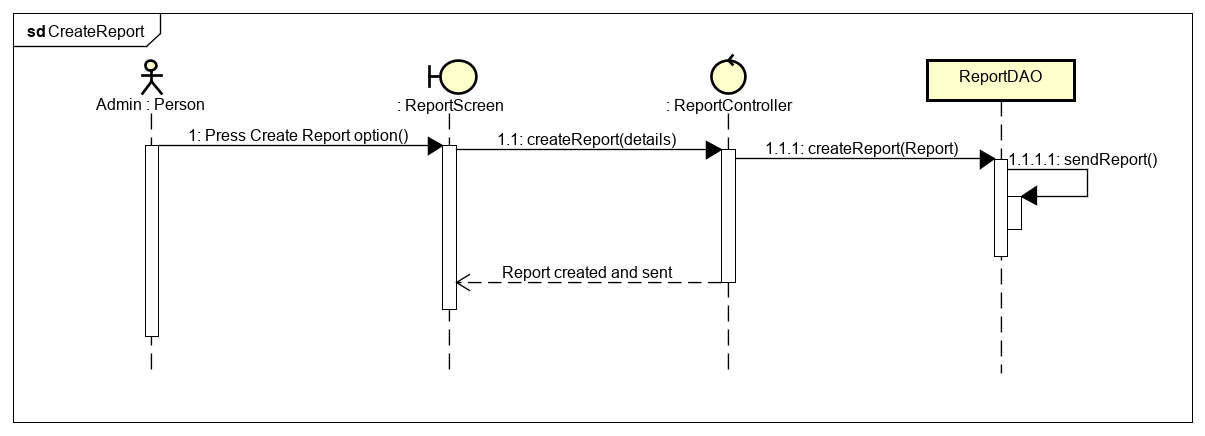 sd CreateReport
Admin : Person
: ReportScreen
: ReportController
ReportDAO
1: Press Create Report option()
1.1: createReport(details)
1.1.1: createReport(Report)
1.1.1.1: sendReport()
Report created and sent